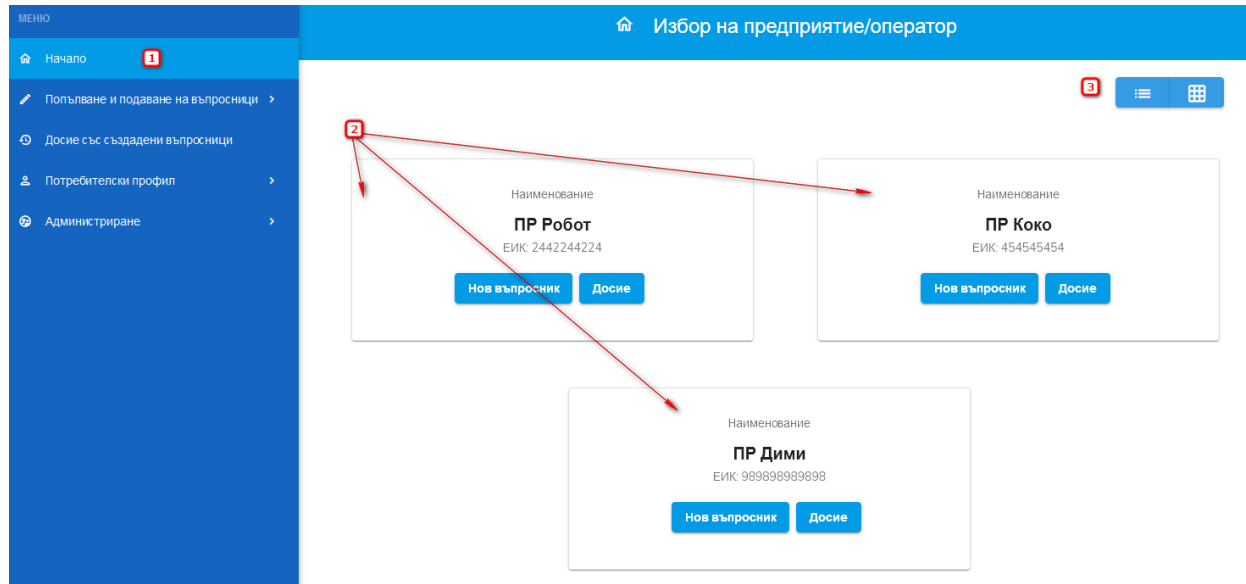 МЕНЮ
Избор на предприятие/оператор
Начало
1
Попълване и подаване на въпросници
3
Досие със създадени въпросници
2
Потребителски профил
Администриране
Наименование
ПР Робот
ЕИК: 2442244224
Нов въпросник Досие
Наименование
ПР Коко
ЕИК: 454545454
Нов въпросник Досие
Наименование
ПР Дими
ЕИК: 989898989898
Нов въпросник Досие